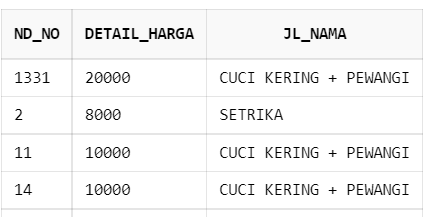 ND_NO DETAIL_HARGA JL_NAMA
1331 20000 CUCI KERING + PEWANGI
2 8000 SETRIKA
11 10000 CUCI KERING + PEWANGI
14 10000 CUCI KERING + PEWANGI